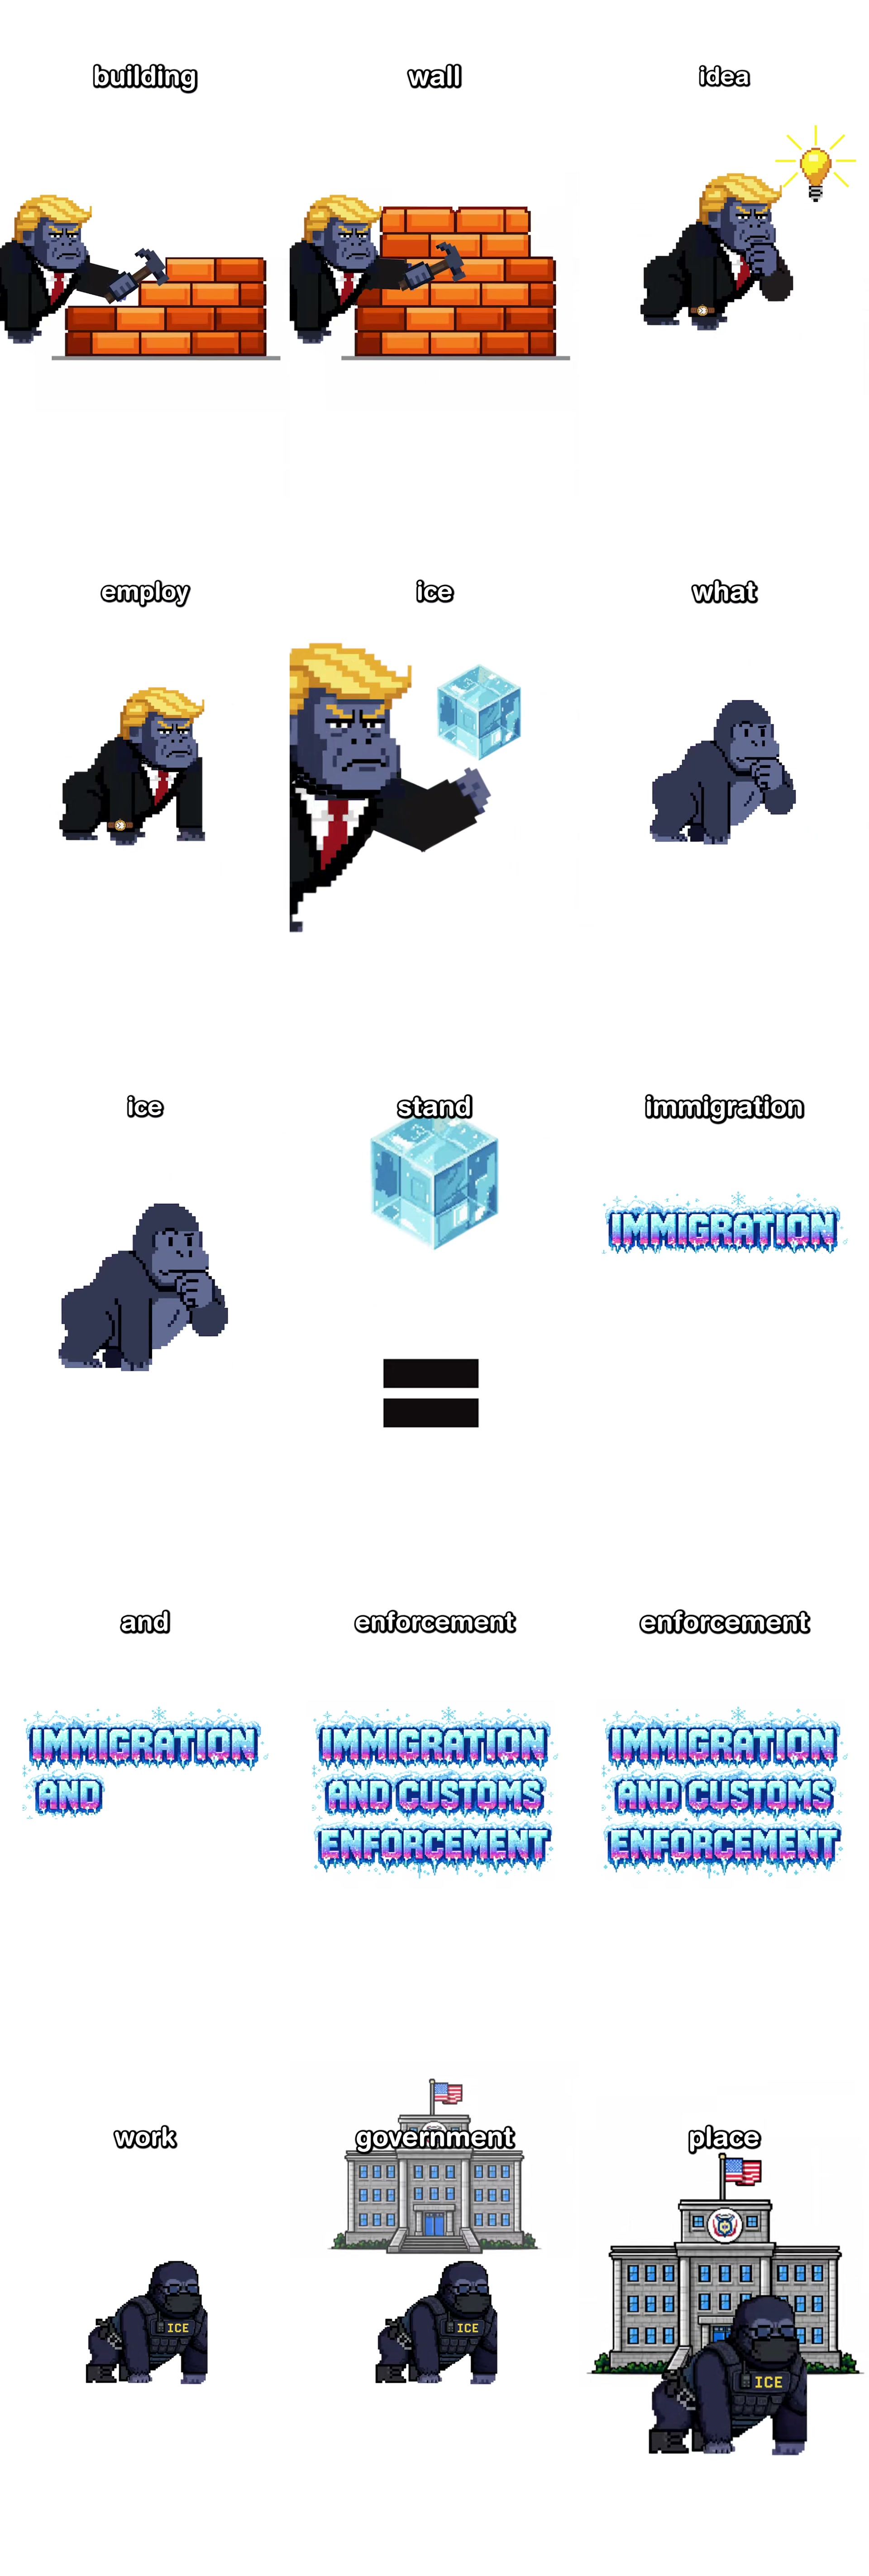 building
wall
idea
employ
ice
what
ice
stand
immigration
IMMIGRATION
and
enforcement
enforcement
IMMIGRATION
AND
IMMIGRATION
AND CUSTOMS
ENFORCEMENT
IMMIGRATION
AND CUSTOMS
ENFORCEMENT
work
government
place
ICE
ICE
ICE